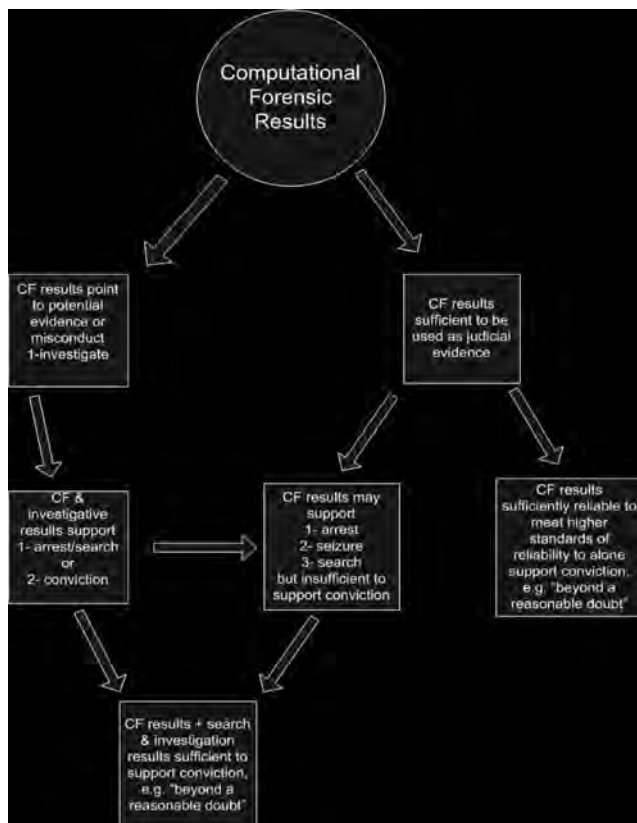 Computational
Forensic
Results
CF results point
to potential
evidence or
misconduct
1-investigate
CF results
sufficient to be
used as judicial
evidence
CF &
investigative
results support
1- arrest/search
or
2- conviction
CF results may
support
1- arrest
2- seizure
3- search
but insufficient to
support conviction
CF results
sufficiently reliable to
meet higher
standards of
reliability to alone
support conviction,
e.g. "beyond a
reasonable doubt"
CF results + search
& investigation
results sufficient to
support conviction,
e.g. "beyond a
reasonable doubt"